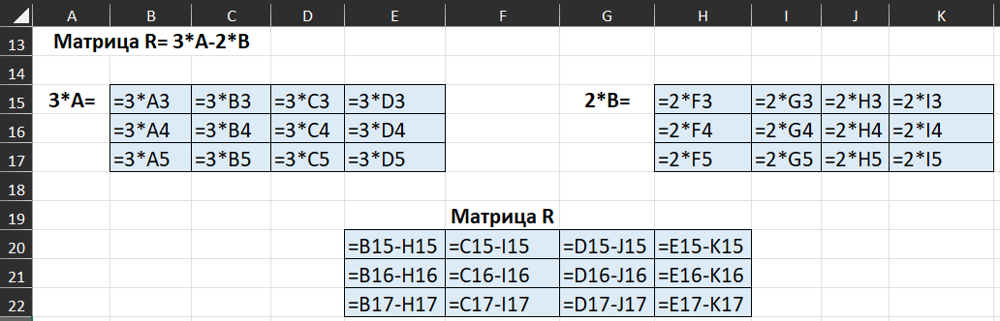 A B C D E F G H I J K
13 Матрица R= 3*A-2*B
14
15 3*A= =3*A3 =3*B3 =3*C3 =3*D3 2*B= =2*F3 =2*G3 =2*H3 =2*I3
16 =3*A4 =3*B4 =3*C4 =3*D4 =2*F4 =2*G4 =2*H4 =2*I4
17 =3*A5 =3*B5 =3*C5 =3*D5 =2*F5 =2*G5 =2*H5 =2*I5
18
19 Матрица R
20 =B15-H15 =C15-I15 =D15-J15 =E15-K15
21 =B16-H16 =C16-I16 =D16-J16 =E16-K16
22 =B17-H17 =C17-I17 =D17-J17 =E17-K17